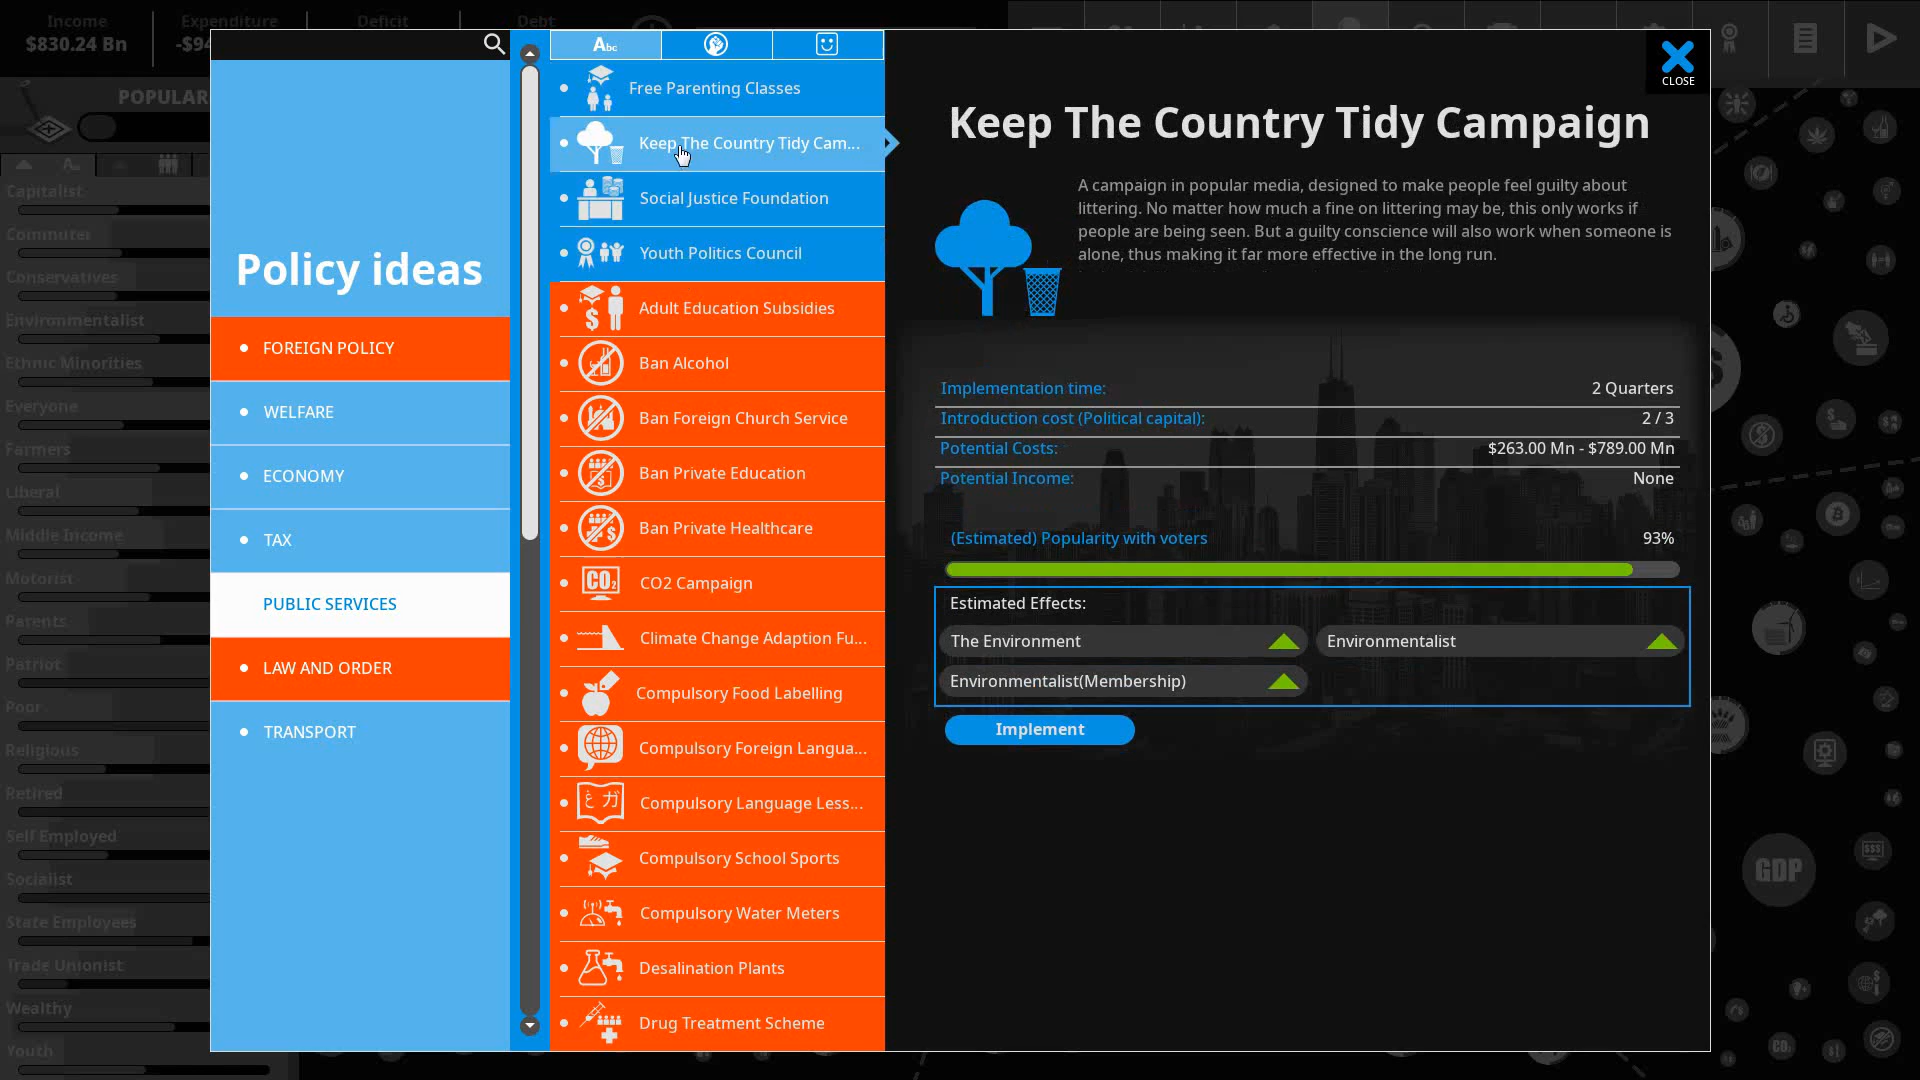 Income
Expenditure
Deficit
Debt
$830.24 Bn
-$94
POPULAR
Capitalist
Commuter
Conservatives
Environmentalist
Ethnic Minorities
Everyone
Farmers
Liberal
Middle Income
Motorist
Parents
Patriot
Poor
Religious
Retired
Self Employed
Socialist
State Employees
Trade Unionist
Wealthy
Youth
Policy ideas
FOREIGN POLICY
WELFARE
ECONOMY
TAX
PUBLIC SERVICES
LAW AND ORDER
TRANSPORT
Abc
Free Parenting Classes
Keep The Country Tidy Cam...
Social Justice Foundation
Youth Politics Council
Adult Education Subsidies
Ban Alcohol
Ban Foreign Church Service
Ban Private Education
Ban Private Healthcare
CO2
CO2 Campaign
Climate Change Adaption Fu...
Compulsory Food Labelling
Compulsory Foreign Langua...
Compulsory Language Less...
Compulsory School Sports
Compulsory Water Meters
Desalination Plants
Drug Treatment Scheme
CLOSE
Keep The Country Tidy Campaign
A campaign in popular media, designed to make people feel guilty about
littering. No matter how much a fine on littering may be, this only works if
people are being seen. But a guilty conscience will also work when someone is
alone, thus making it far more effective in the long run.
Implementation time: 2 Quarters
Introduction cost (Political capital): 2 / 3
Potential Costs: $263.00 Mn - $789.00 Mn
Potential Income: None
(Estimated) Popularity with voters 93%
Estimated Effects:
The Environment
Environmentalist
Environmentalist(Membership)
Implement
GDP
$$$
CO2